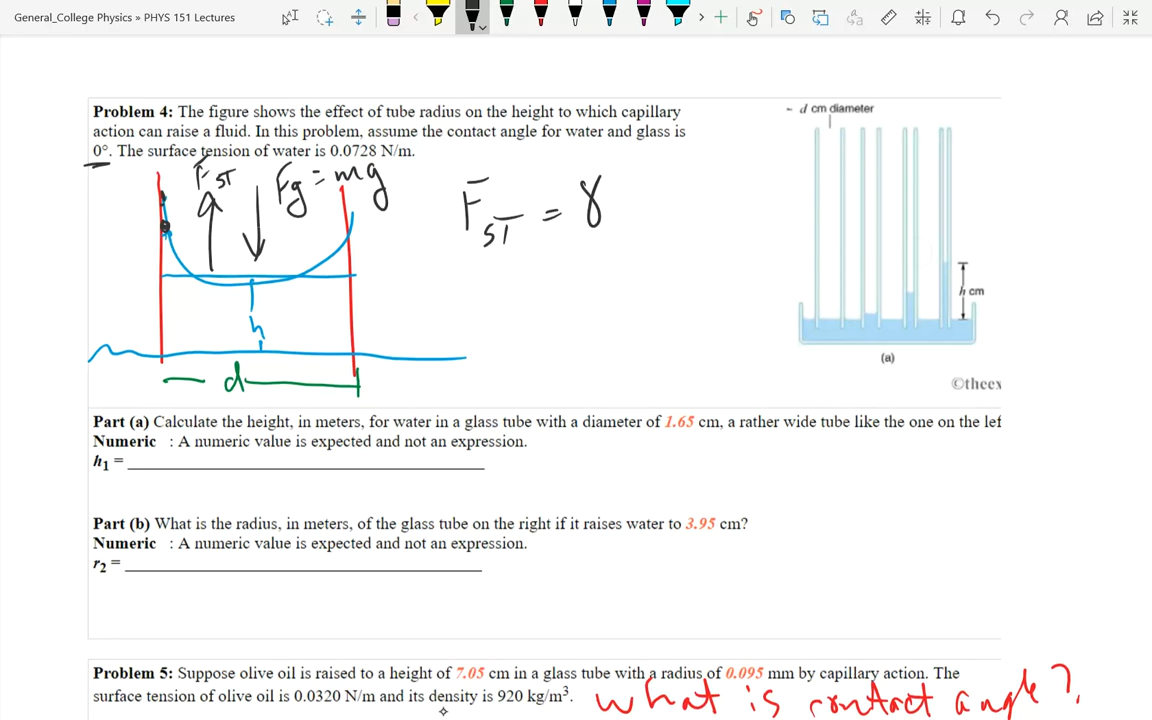 General_College Physics » PHYS 151 Lectures
Problem 4: The figure shows the effect of tube radius on the height to which capillary
action can raise a fluid. In this problem, assume the contact angle for water and glass is
0°. The surface tension of water is 0.0728 N/m.
d cm diameter
F_ST
Fg = mg
F_ST = γ
h
d
h cm
(a)
©theex
Part (a) Calculate the height, in meters, for water in a glass tube with a diameter of 1.65 cm, a rather wide tube like the one on the lef
Numeric : A numeric value is expected and not an expression.
h1 =
Part (b) What is the radius, in meters, of the glass tube on the right if it raises water to 3.95 cm?
Numeric : A numeric value is expected and not an expression.
r2 =
Problem 5: Suppose olive oil is raised to a height of 7.05 cm in a glass tube with a radius of 0.095 mm by capillary action. The
surface tension of olive oil is 0.0320 N/m and its density is 920 kg/m³.
What is contact angle?